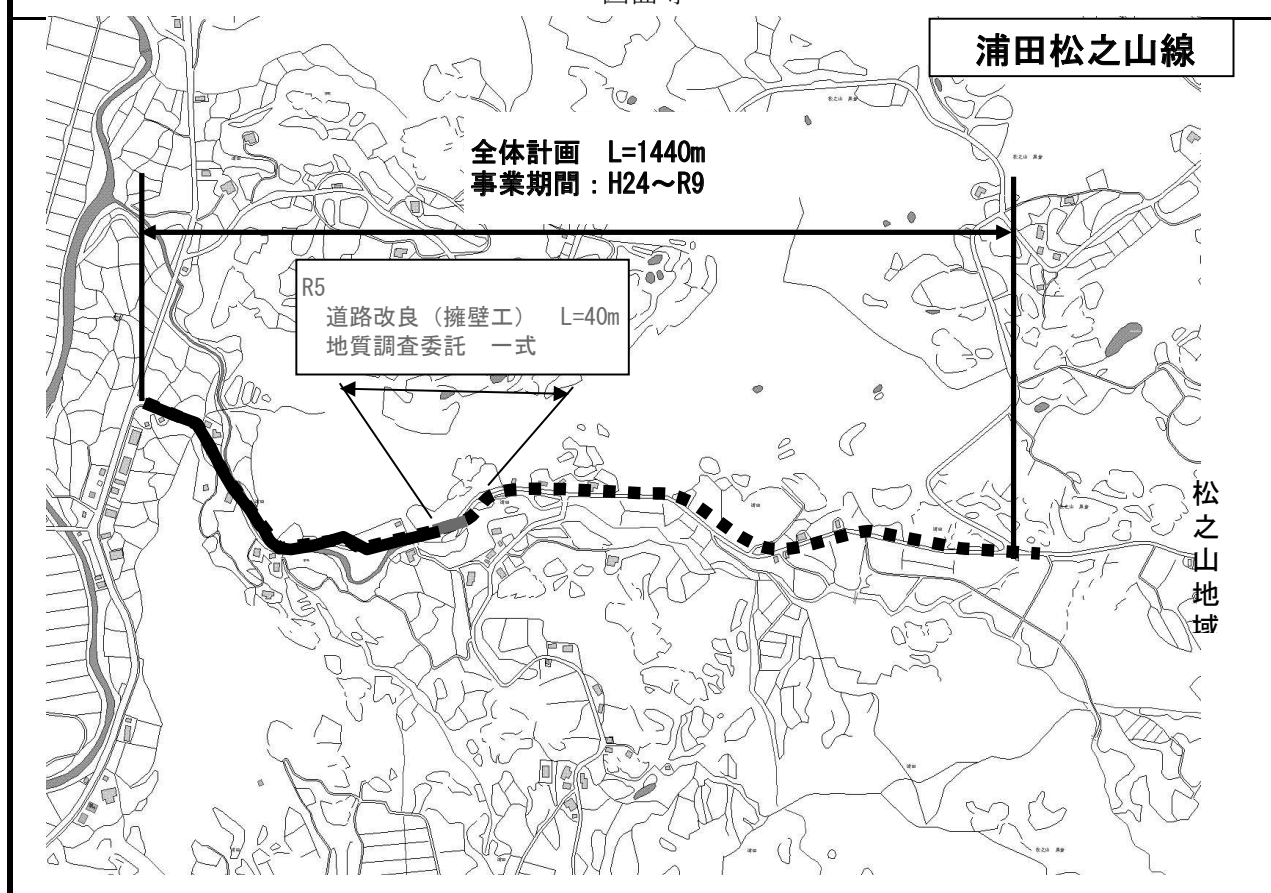 浦田松之山線
全体計画 L=1440m
事業期間:H24~R9
R5
道路改良(擁壁工) L=40m
地質調査委託 一式
松之山地域